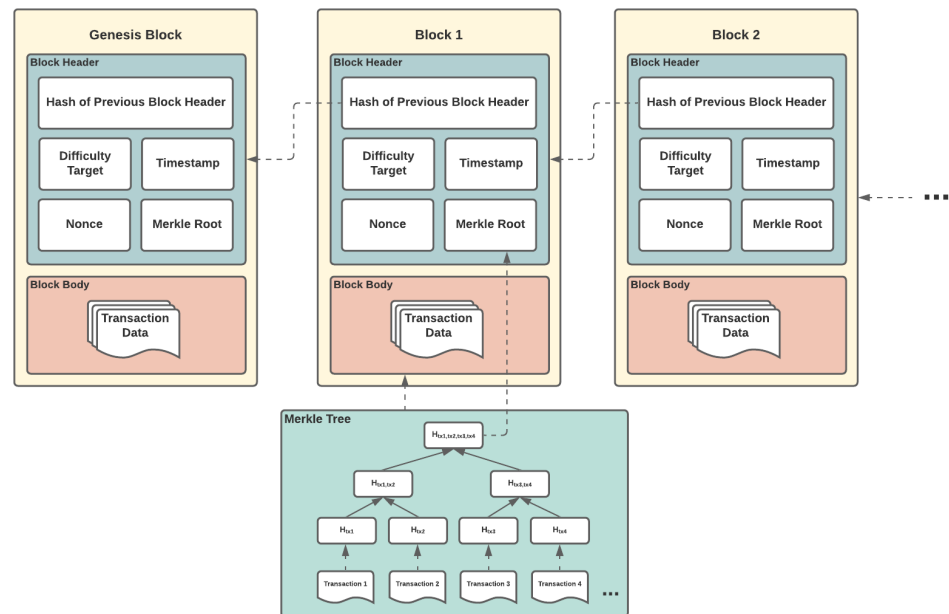 Genesis Block
Block Header
Hash of Previous Block Header
Difficulty
Target
Timestamp
Nonce
Merkle Root
Block Body
Transaction
Data
Block 1
Block Header
Hash of Previous Block Header
Difficulty
Target
Timestamp
Nonce
Merkle Root
Block Body
Transaction
Data
Block 2
Block Header
Hash of Previous Block Header
Difficulty
Target
Timestamp
Nonce
Merkle Root
Block Body
Transaction
Data
...
Merkle Tree
Htx1,tx2,tx3,tx4
Htx1,tx2
Htx3,tx4
Htx1
Htx2
Htx3
Htx4
Transaction 1
Transaction 2
Transaction 3
Transaction 4
...